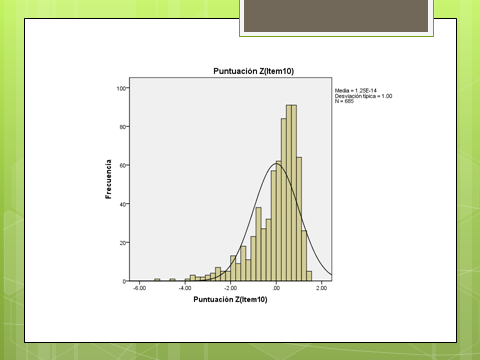 Puntuación Z(Item10)
Media = 1.25E-14
Desviación típica = 1.00
N = 685
100
80
60
40
20
0
Frecuencia
-6.00 -4.00 -2.00 .00 2.00
Puntuación Z(Item10)